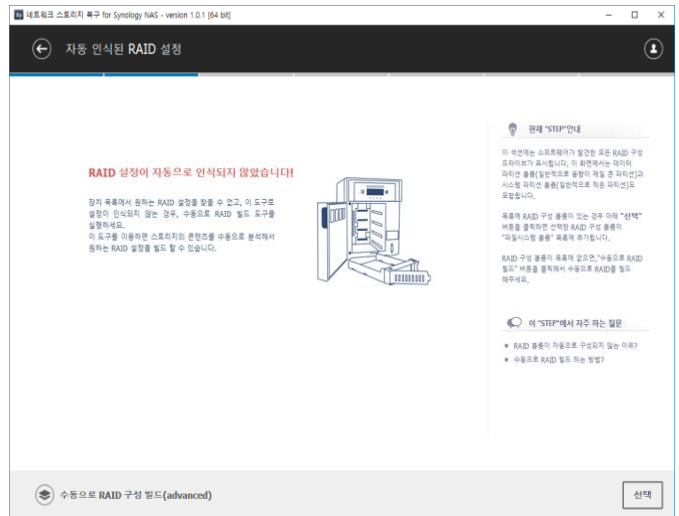 네트워크 스토리지 복구 for Synology NAS - version 1.0.1 [64 bit]
자동 인식된 RAID 설정
RAID 설정이 자동으로 인식되지 않았습니다!
장치 목록에서 원하는 RAID 설정을 찾을 수 없고, 이 도구로
설정이 인식되지 않는 경우, 수동으로 RAID 빌드 도구를
실행하세요.
이 도구를 이용하면 스토리지의 콘텐츠를 수동으로 분석해서
원하는 RAID 설정을 빌드 할 수 있습니다.
현재 "STEP"안내
이 섹션에는 소프트웨어가 발견한 모든 RAID 구성
드라이브가 표시됩니다, 이 화면에서는 데이터
파티션 볼륨(일반적으로 용량이 제일 큰 파티션)과
시스템 파티션 볼륨(일반적으로 작은 파티션)도
포함됩니다.
목록에 RAID 구성 볼륨이 있는 경우 아래 "선택"
버튼을 클릭하면 선택한 RAID 구성 볼륨이
"파일시스템 볼륨" 목록에 추가됩니다.
RAID 구성 볼륨이 목록에 없으면,"수동으로 RAID
빌드" 버튼을 클릭해서 수동으로 RAID를 빌드
해주세요.
이 "STEP"에서 자주 하는 질문
RAID 볼륨이 자동으로 구성되지 않는 이유?
수동으로 RAID 빌드 하는 방법?
수동으로 RAID 구성 빌드(advanced)
선택